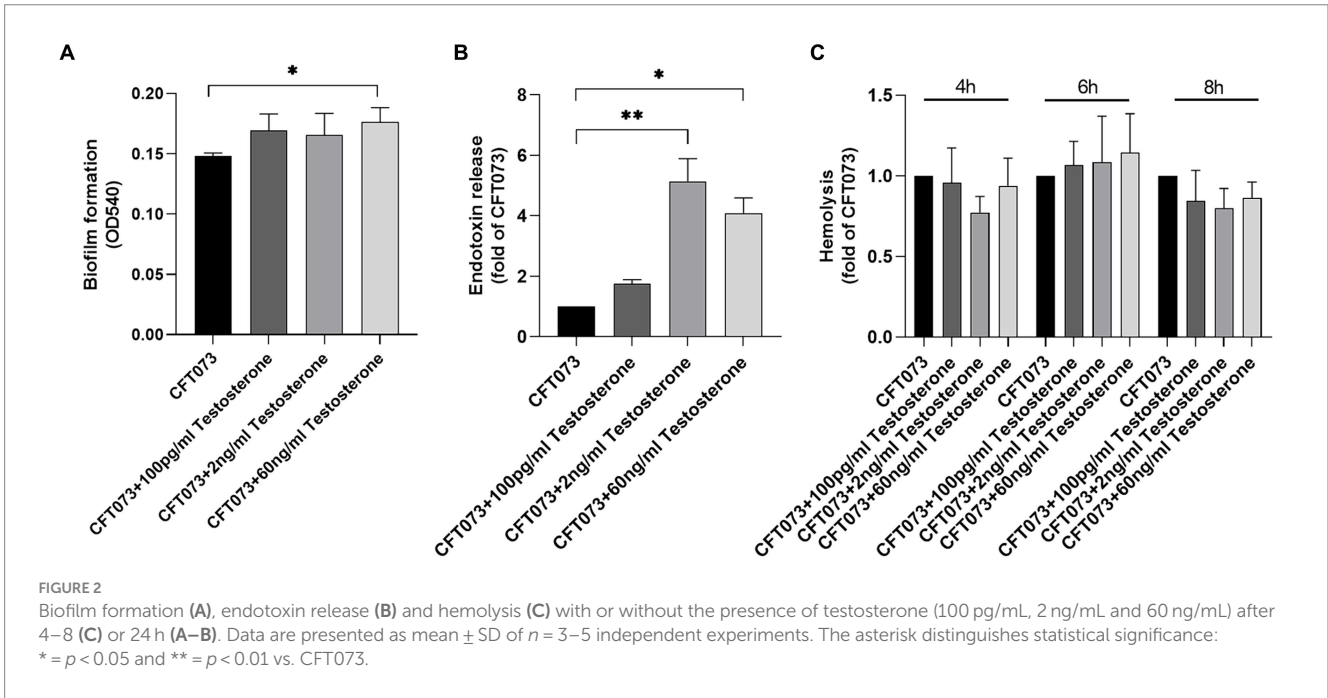 A
*
Biofilm formation
(OD540)
0.20
0.15
0.10
0.05
0.00
CFT073
CFT073+100pg/ml Testosterone
CFT073+2ng/ml Testosterone
CFT073+60ng/ml Testosterone
B
*
**
Endotoxin release
(fold of CFT073)
8
6
4
2
0
CFT073
CFT073+100pg/ml Testosterone
CFT073+2ng/ml Testosterone
CFT073+60ng/ml Testosterone
C
4h 6h 8h
Hemolysis
(fold of CFT073)
1.5
1.0
0.5
0.0
CFT073
CFT073+100pg/ml Testosterone
CFT073+2ng/ml Testosterone
CFT073+60ng/ml Testosterone
CFT073
CFT073+100pg/ml Testosterone
CFT073+2ng/ml Testosterone
CFT073+60ng/ml Testosterone
CFT073
CFT073+100pg/ml Testosterone
CFT073+2ng/ml Testosterone
CFT073+60ng/ml Testosterone
FIGURE 2
Biofilm formation (A), endotoxin release (B) and hemolysis (C) with or without the presence of testosterone (100 pg/mL, 2 ng/mL and 60 ng/mL) after
4–8 (C) or 24 h (A–B). Data are presented as mean ± SD of n = 3–5 independent experiments. The asterisk distinguishes statistical significance:
* = p < 0.05 and ** = p < 0.01 vs. CFT073.